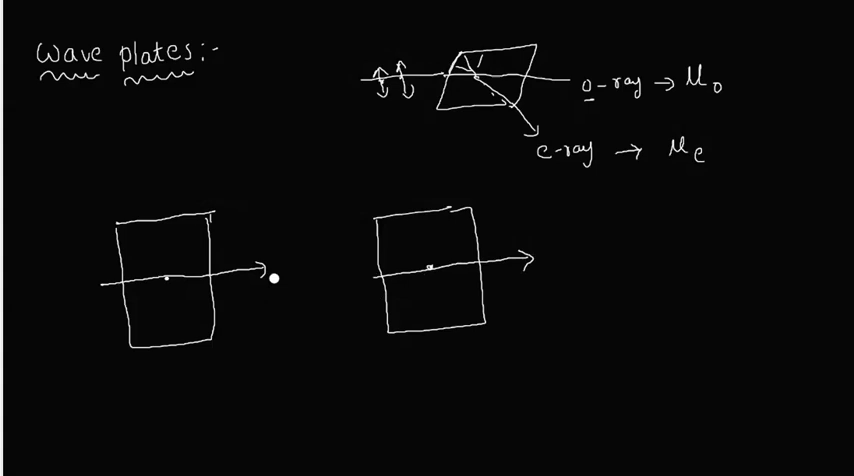 Wave plates:-
o-ray → μo
e-ray → μe